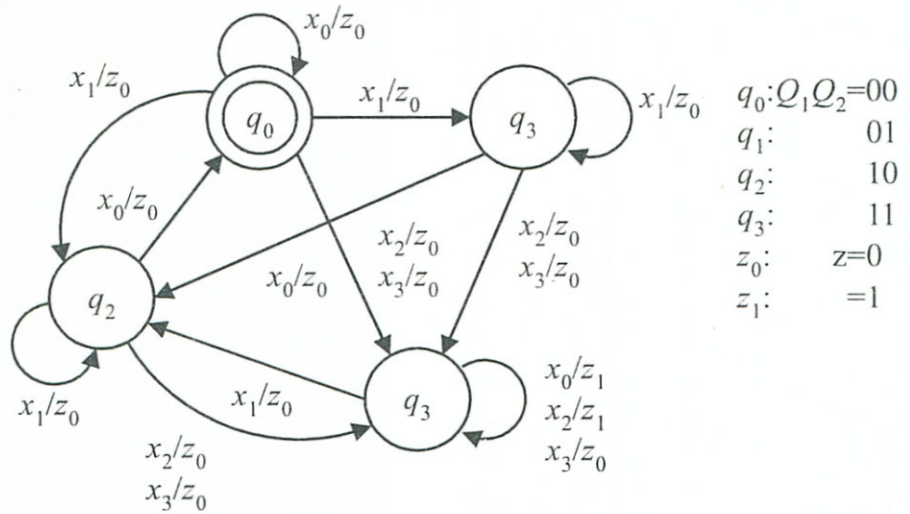 x₀/z₀
x₁/z₀
q₀
x₁/z₀
q₃
x₁/z₀
x₀/z₀
x₂/z₀
x₃/z₀
x₂/z₀
x₃/z₀
x₀/z₀
q₂
x₁/z₀
x₁/z₀
q₃
x₀/z₁
x₂/z₁
x₃/z₀
x₂/z₀
x₃/z₀
q₀:Q₁Q₂=00
q₁: 01
q₂: 10
q₃: 11
z₀: z=0
z₁: =1